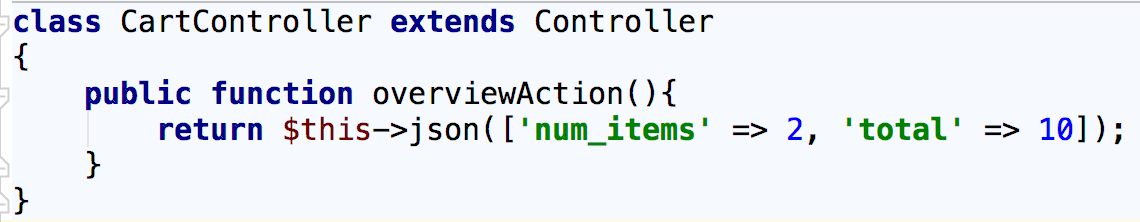 class CartController extends Controller
{
    public function overviewAction(){
        return $this->json(['num_items' => 2, 'total' => 10]);
    }
}